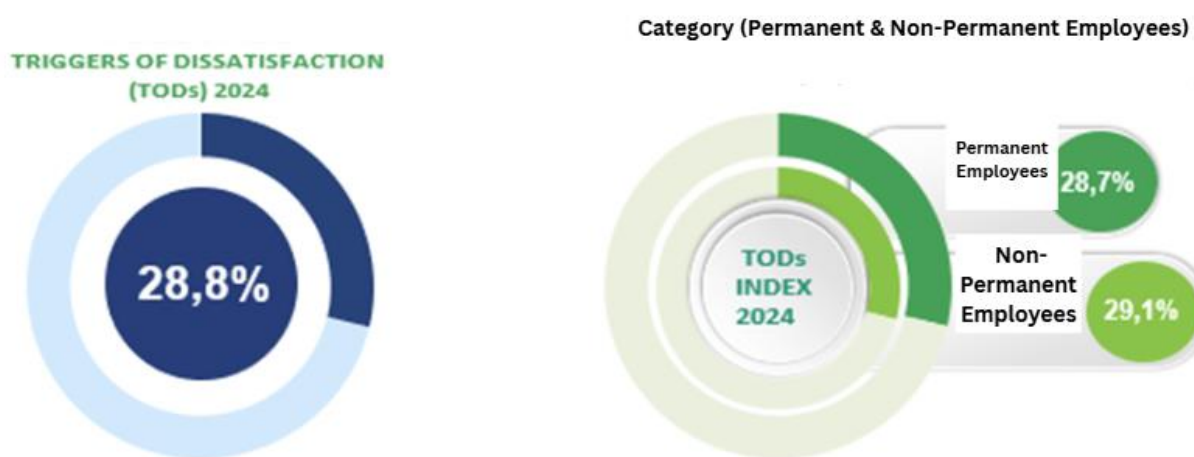 TRIGGERS OF DISSATISFACTION
(TODs) 2024
28,8%
Category (Permanent & Non-Permanent Employees)
TODs
INDEX
2024
Permanent
Employees
28,7%
Non-
Permanent
Employees
29,1%